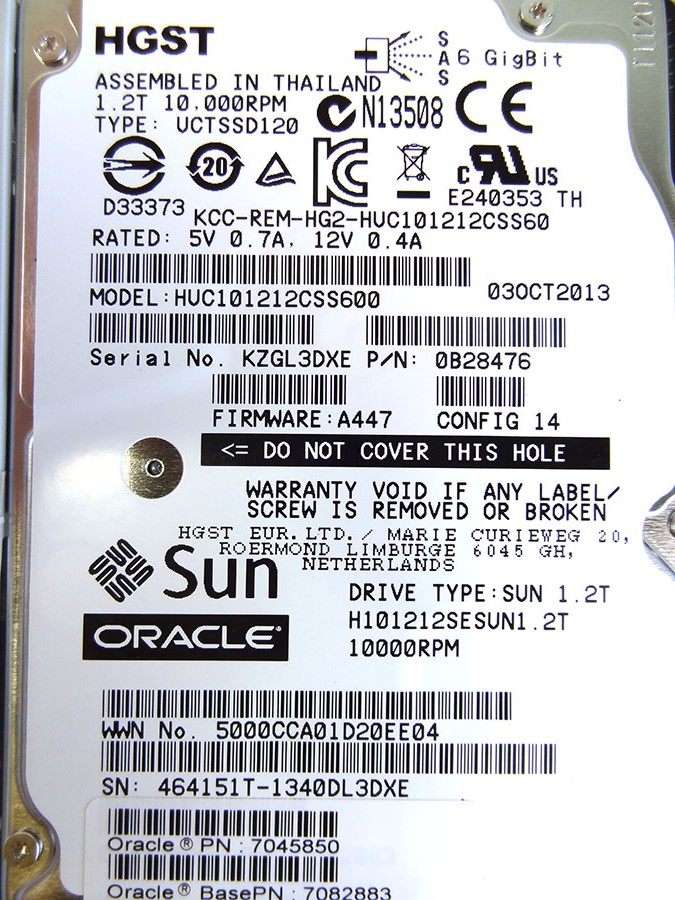 HGST
S
A 6 GigBit
S
ASSEMBLED IN THAILAND
1.2T 10,000RPM
TYPE: UCTSSD120
N13508
CE
20
D33373
c RU US
E240353 TH
KCC-REM-HG2-HUC101212CSS60
RATED: 5V 0.7A, 12V 0.4A
MODEL:HUC101212CSS600
03OCT2013
Serial No. KZGL3DXE P/N: 0B28476
FIRMWARE:A447
CONFIG 14
<= DO NOT COVER THIS HOLE
WARRANTY VOID IF ANY LABEL/
SCREW IS REMOVED OR BROKEN
HGST EUR.LTD./ MARIE CURIEWEG 20,
ROERMOND LIMBURGE 6045 GH,
NETHERLANDS
Sun
ORACLE®
DRIVE TYPE:SUN 1.2T
H101212SESUN1.2T
10000RPM
WWN No. 5000CCA01D20EE04
SN: 464151T-1340DL3DXE
Oracle® PN : 7045850
Oracle® BasePN : 7082883